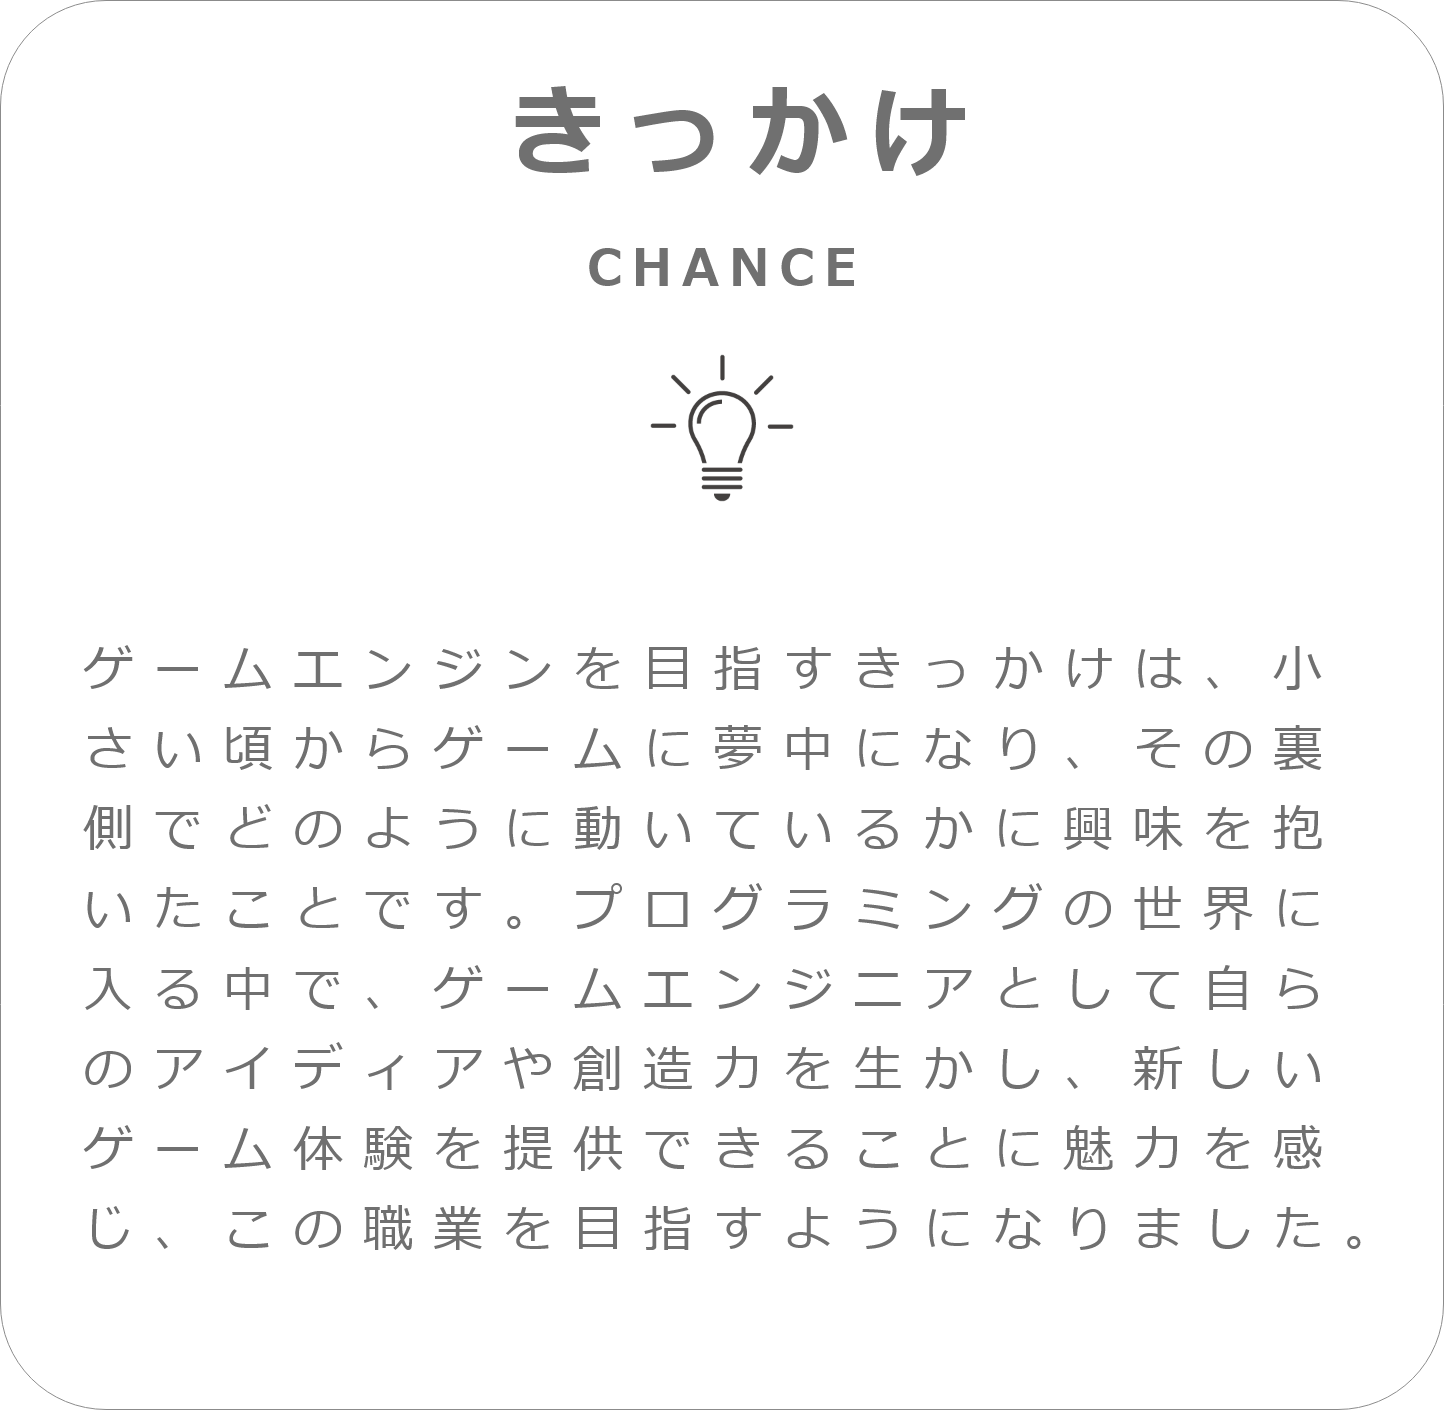 きっかけ
CHANCE
ゲームエンジンを目指すきっかけは、小
さい頃からゲームに夢中になり、その裏
側でどのように動いているかに興味を抱
いたことです。プログラミングの世界に
入る中で、ゲームエンジニアとして自ら
のアイディアや創造力を生かし、新しい
ゲーム体験を提供できることに魅力を感
じ、この職業を目指すようになりました。